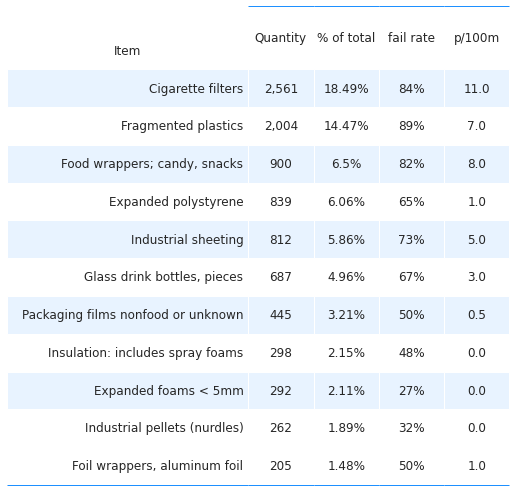 Item Quantity % of total fail rate p/100m
Cigarette filters 2,561 18.49% 84% 11.0
Fragmented plastics 2,004 14.47% 89% 7.0
Food wrappers; candy, snacks 900 6.5% 82% 8.0
Expanded polystyrene 839 6.06% 65% 1.0
Industrial sheeting 812 5.86% 73% 5.0
Glass drink bottles, pieces 687 4.96% 67% 3.0
Packaging films nonfood or unknown 445 3.21% 50% 0.5
Insulation: includes spray foams 298 2.15% 48% 0.0
Expanded foams < 5mm 292 2.11% 27% 0.0
Industrial pellets (nurdles) 262 1.89% 32% 0.0
Foil wrappers, aluminum foil 205 1.48% 50% 1.0